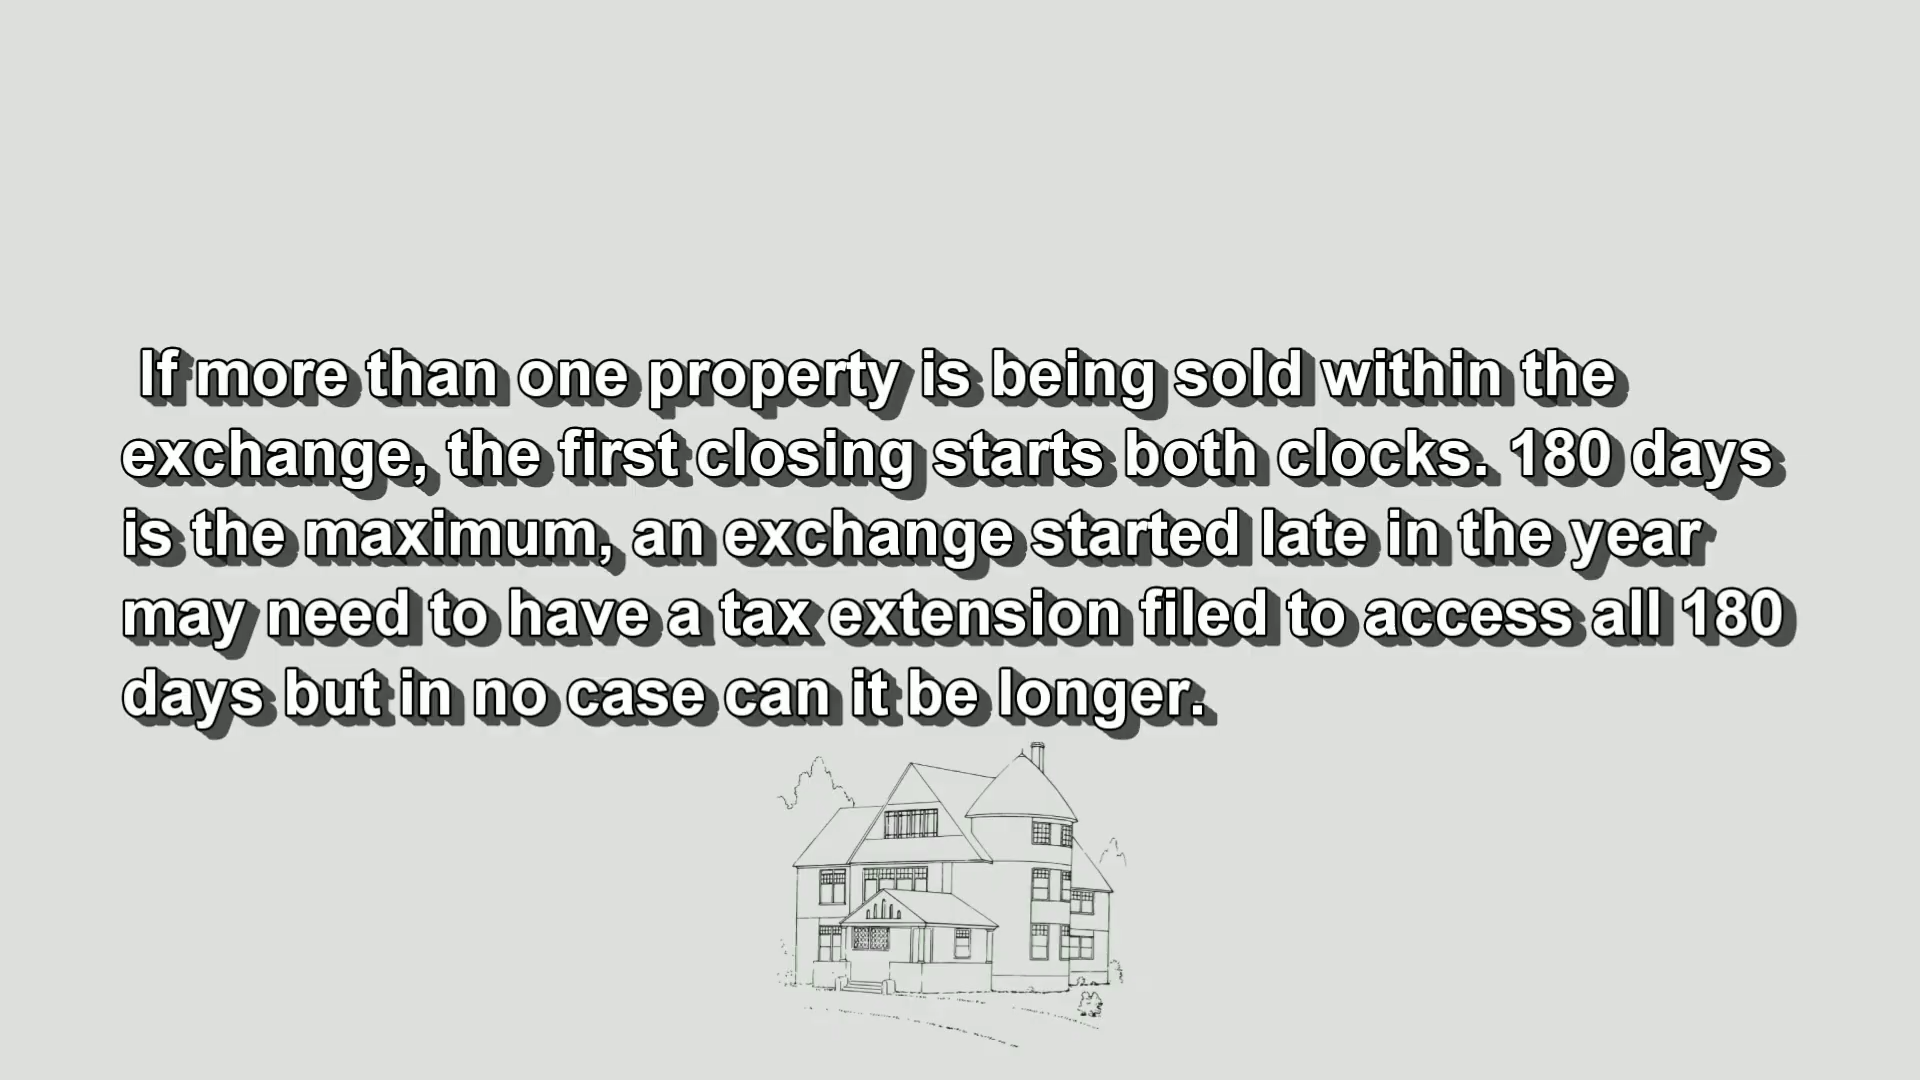 If more than one property is being sold within the
exchange, the first closing starts both clocks. 180 days
is the maximum, an exchange started late in the year
may need to have a tax extension filed to access all 180
days but in no case can it be longer.